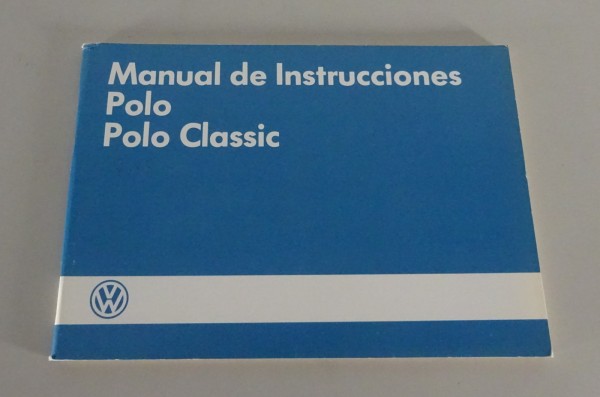 Manual de Instrucciones
Polo
Polo Classic
VW